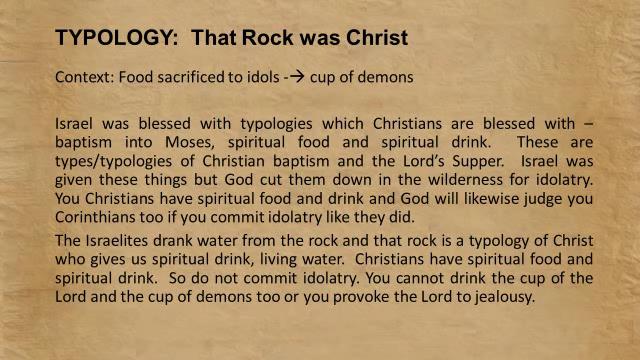 TYPOLOGY:  That Rock was Christ
Context: Food sacrificed to idols -→ cup of demons
Israel was blessed with typologies which Christians are blessed with –
baptism into Moses, spiritual food and spiritual drink.  These are
types/typologies of Christian baptism and the Lord’s Supper.  Israel was
given these things but God cut them down in the wilderness for idolatry.
You Christians have spiritual food and drink and God will likewise judge you
Corinthians too if you commit idolatry like they did.
The Israelites drank water from the rock and that rock is a typology of Christ
who gives us spiritual drink, living water.  Christians have spiritual food and
spiritual drink.  So do not commit idolatry. You cannot drink the cup of the
Lord and the cup of demons too or you provoke the Lord to jealousy.